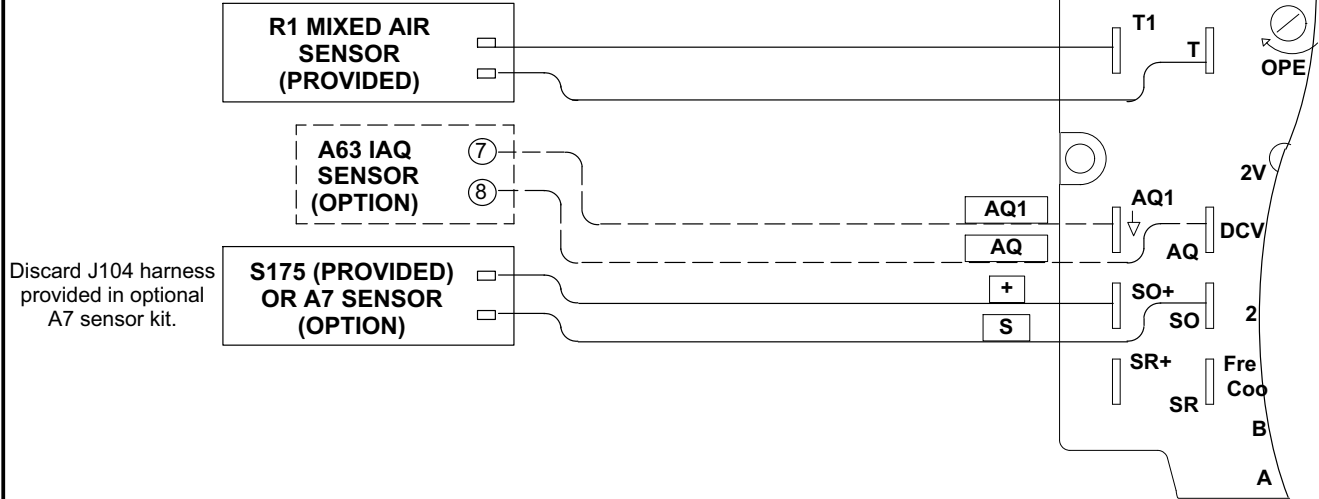 R1 MIXED AIR
SENSOR
(PROVIDED)
T1
T
OPE
A63 IAQ
SENSOR
(OPTION)
7
8
2V
AQ1
AQ1
AQ
AQ
DCV
Discard J104 harness
provided in optional
A7 sensor kit.
S175 (PROVIDED)
OR A7 SENSOR
(OPTION)
+
S
SO+
SO
2
SR+
SR
Fre
Coo
B
A